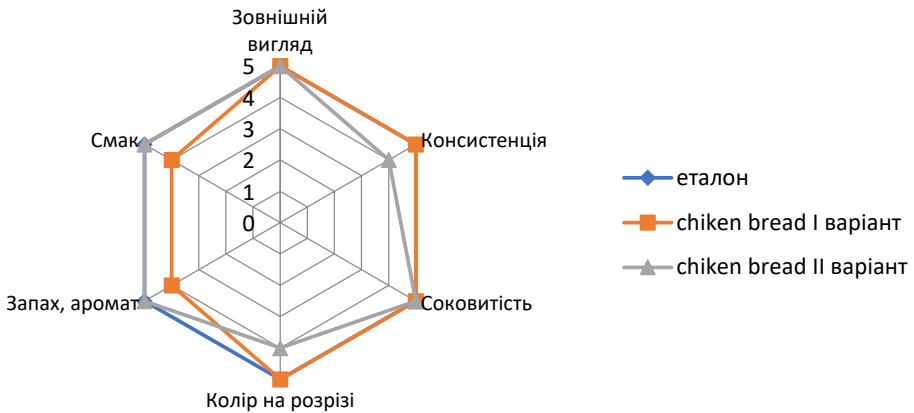 Зовнішній
вигляд
5
4
3
2
1
0
Консистенція
Соковитість
Колір на розрізі
Запах, аромат
Смак
еталон
chiken bread I варіант
chiken bread II варіант